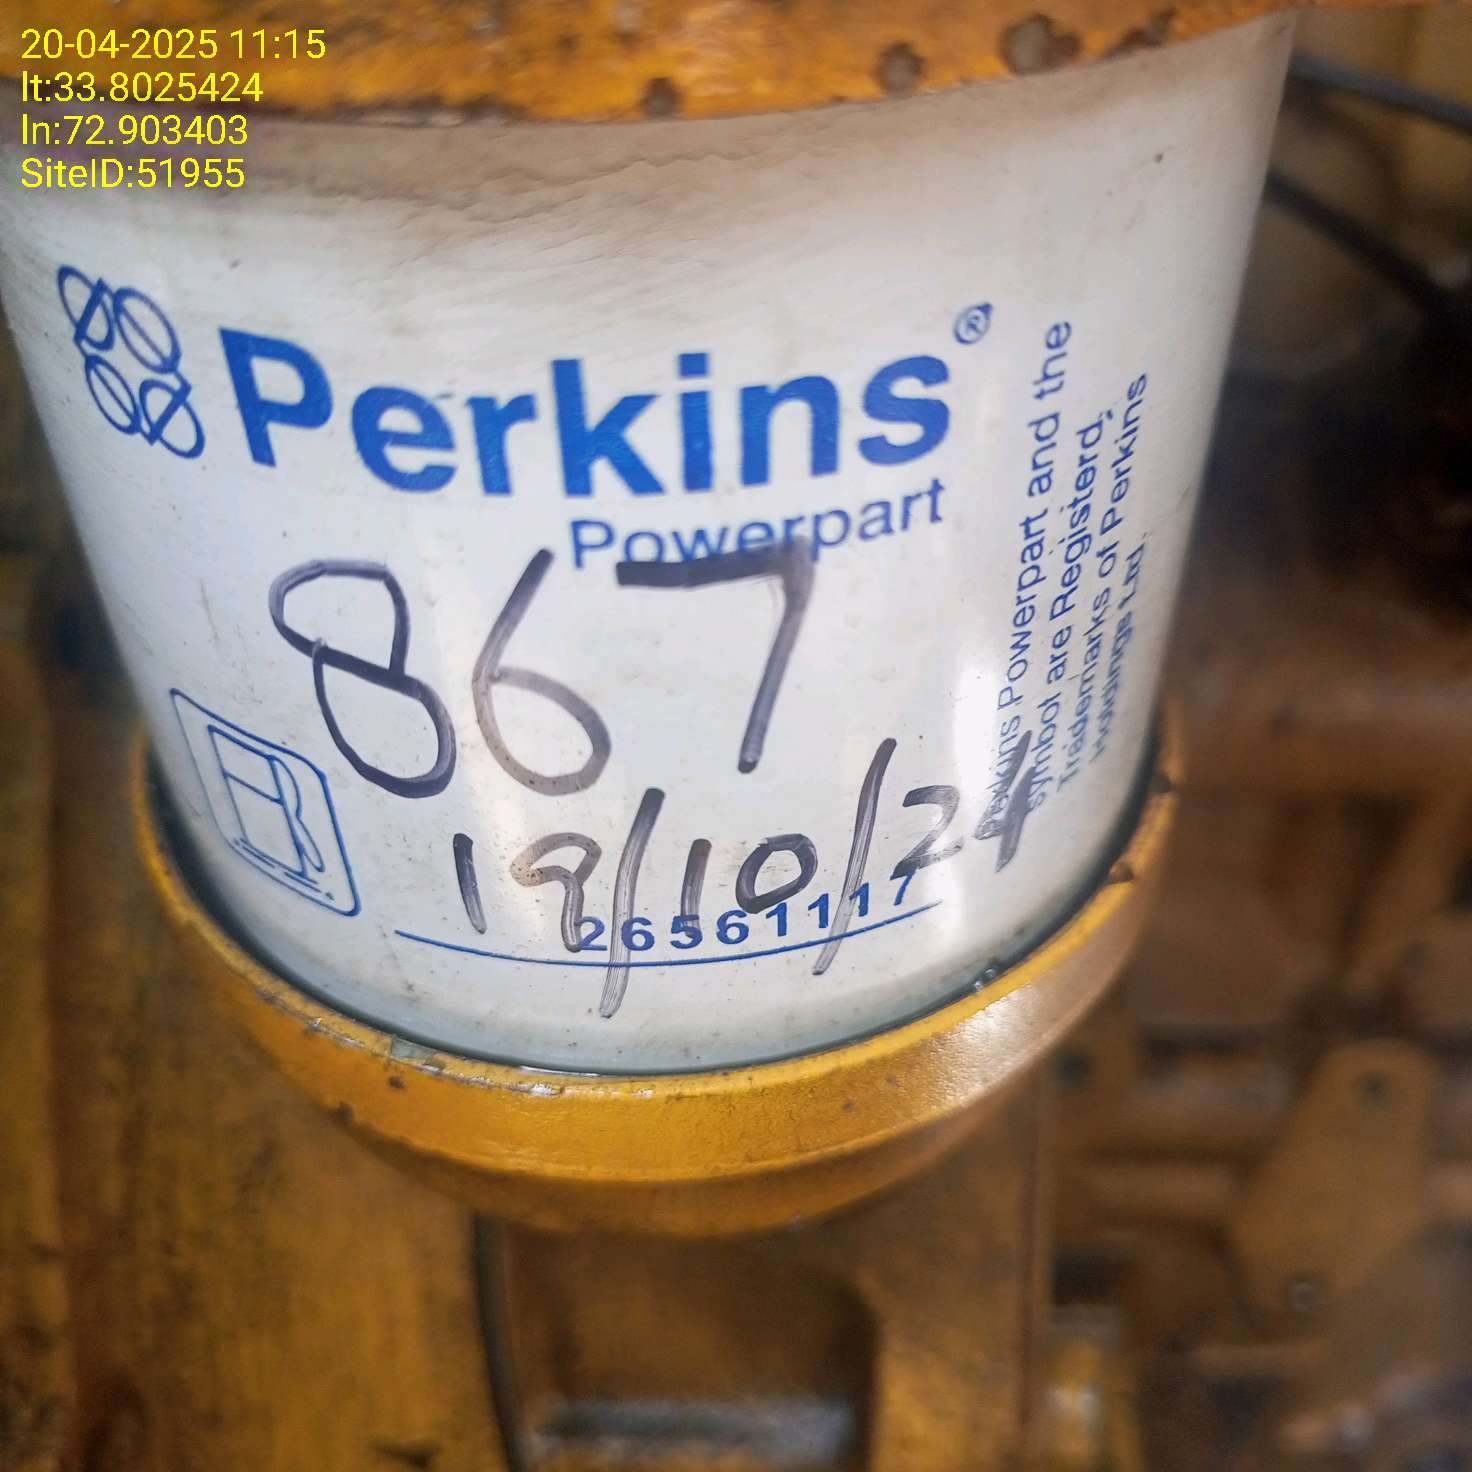 20-04-2025 11:15
lt:33.8025424
ln:72.903403
SiteID:51955
Perkins®
Powerpart
867
19/10/24
26561117
Perkins Powerpart and the
symbol are Registerd,
Trademarks of Perkins
Holdings Ltd.